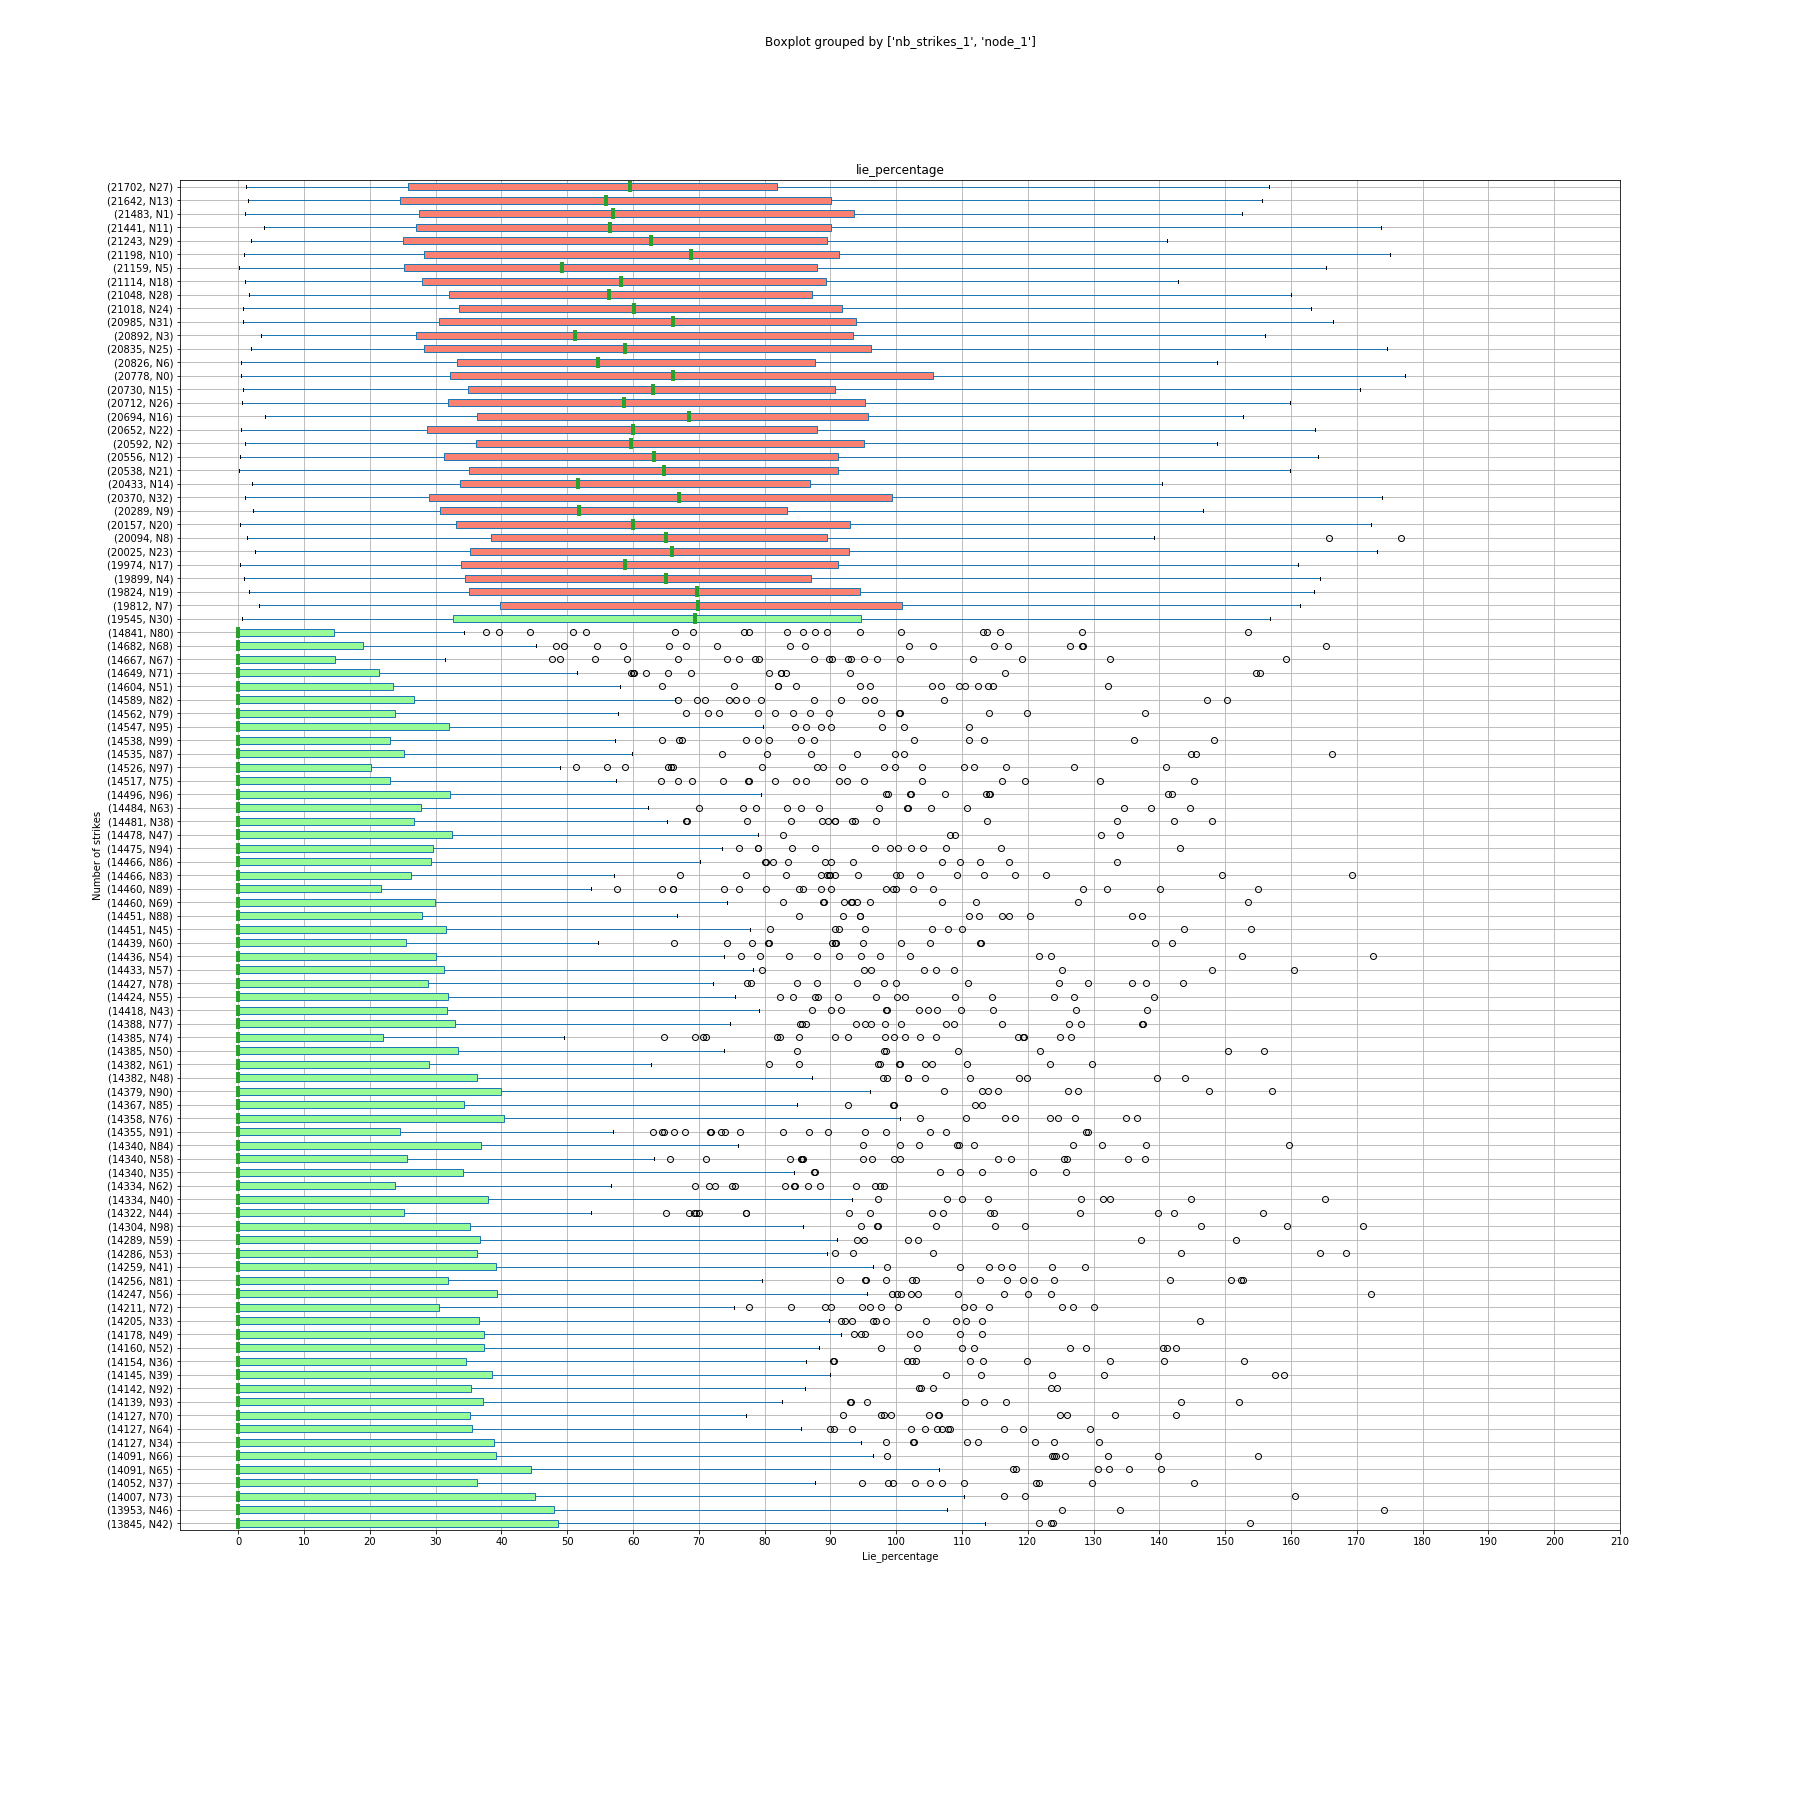 Boxplot grouped by ['nb_strikes_1', 'node_1']
lie_percentage
(21702, N27)
(21642, N13)
(21483, N1)
(21441, N11)
(21243, N29)
(21198, N10)
(21159, N5)
(21114, N18)
(21048, N28)
(21018, N24)
(20985, N31)
(20892, N3)
(20835, N25)
(20826, N6)
(20778, N0)
(20730, N15)
(20712, N26)
(20694, N16)
(20652, N22)
(20592, N2)
(20556, N12)
(20538, N21)
(20433, N14)
(20370, N32)
(20289, N9)
(20157, N20)
(20094, N8)
(20025, N23)
(19974, N17)
(19899, N4)
(19824, N19)
(19812, N7)
(19545, N30)
(14841, N80)
(14682, N68)
(14667, N67)
(14649, N71)
(14604, N51)
(14589, N82)
(14562, N79)
(14547, N95)
(14538, N99)
(14535, N87)
(14526, N97)
(14517, N75)
(14496, N96)
(14484, N63)
(14481, N38)
(14478, N47)
(14475, N94)
(14466, N86)
(14466, N83)
(14460, N89)
(14460, N69)
(14451, N88)
(14451, N45)
(14439, N60)
(14436, N54)
(14433, N57)
(14427, N78)
(14424, N55)
(14418, N43)
(14388, N77)
(14385, N74)
(14385, N50)
(14382, N61)
(14382, N48)
(14379, N90)
(14367, N85)
(14358, N76)
(14355, N91)
(14340, N84)
(14340, N58)
(14340, N35)
(14334, N62)
(14334, N40)
(14322, N44)
(14304, N98)
(14289, N59)
(14286, N53)
(14259, N41)
(14256, N81)
(14247, N56)
(14211, N72)
(14205, N33)
(14178, N49)
(14160, N52)
(14154, N36)
(14145, N39)
(14142, N92)
(14139, N93)
(14127, N70)
(14127, N64)
(14127, N34)
(14091, N66)
(14091, N65)
(14052, N37)
(14007, N73)
(13953, N46)
(13845, N42)
Number of strikes
0 10 20 30 40 50 60 70 80 90 100 110 120 130 140 150 160 170 180 190 200 210
Lie_percentage